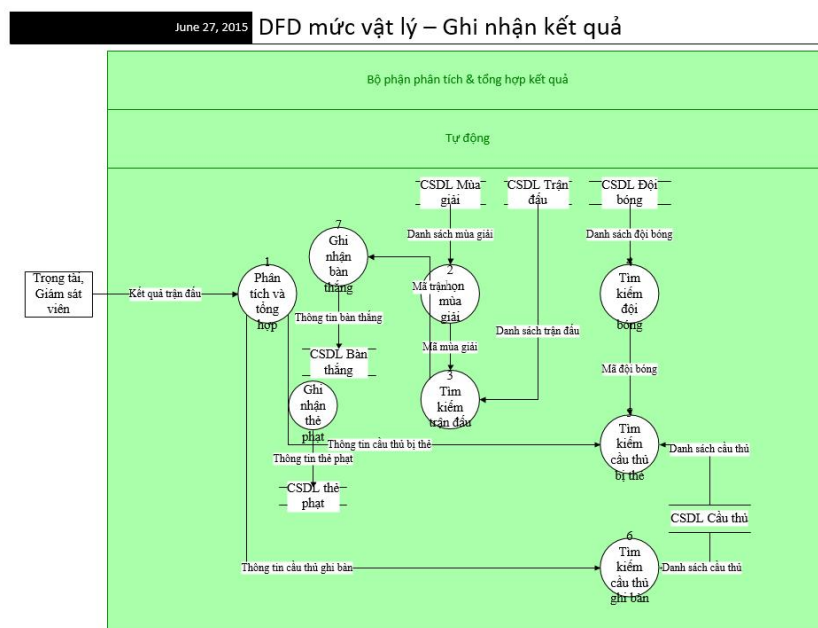 June 27, 2015 DFD mức vật lý – Ghi nhận kết quả
Bộ phận phân tích & tổng hợp kết quả
Tự động
CSDL Mùa
giải
CSDL Trận
đấu
CSDL Đội
bóng
7
Ghi
nhận
bàn
thắng
Danh sách mùa giải
Danh sách đội bóng
Trọng tài,
Giám sát
viên
Kết quả trận đấu
1
Phân
tích và
tổng
hợp
Mã trận
2
mùa
giải
Tìm
kiếm
đội
bóng
Thông tin bàn thắng
Danh sách trận đấu
Mã mùa giải
CSDL Bàn
thắng
3
Tìm
kiếm
trận đấu
Mã đội bóng
Ghi
nhận
thẻ
phạt
Thông tin cầu thủ bị thẻ
Tìm
kiếm
cầu thủ
bị thẻ
Danh sách cầu thủ
Thông tin thẻ phạt
CSDL thẻ
phạt
CSDL Cầu thủ
6
Tìm
kiếm
cầu thủ
ghi bàn
Thông tin cầu thủ ghi bàn
Danh sách cầu thủ